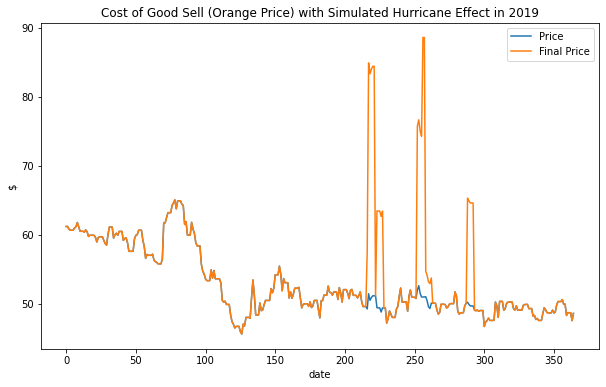 Cost of Good Sell (Orange Price) with Simulated Hurricane Effect in 2019
90
Price
Final Price
80
70
$
60
50
0 50 100 150 200 250 300 350
date